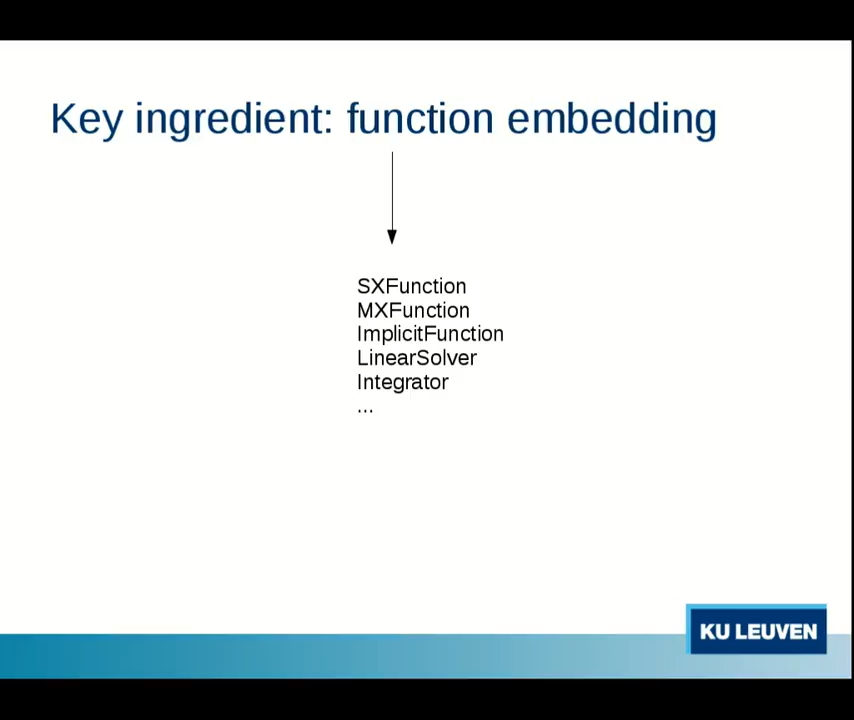 Key ingredient: function embedding
SXFunction
MXFunction
ImplicitFunction
LinearSolver
Integrator
...
KU LEUVEN